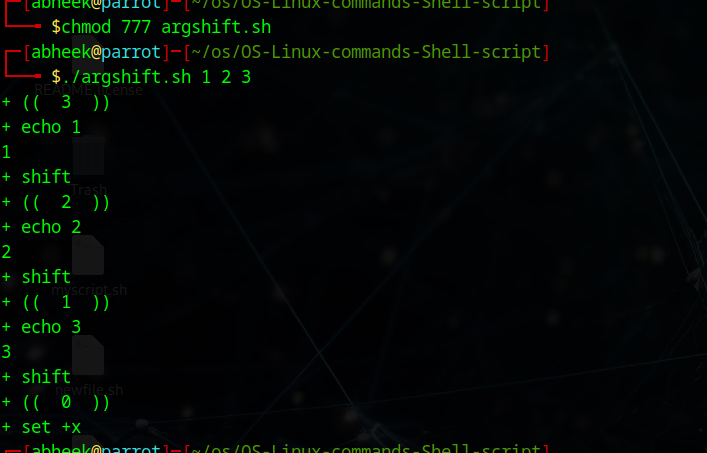 ┌─[abheek@parrot]─[~/os/OS-Linux-commands-Shell-script]
└──╼ $chmod 777 argshift.sh
┌─[abheek@parrot]─[~/os/OS-Linux-commands-Shell-script]
└──╼ $./argshift.sh 1 2 3
README.license
+ (( 3 ))
+ echo 1
1
+ shift
Trash
+ (( 2 ))
+ echo 2
2
+ shift
myscript.sh
+ (( 1 ))
+ echo 3
3
+ shift
newfile.sh
+ (( 0 ))
+ set +x
┌─[abheek@parrot]─[~/os/OS-Linux-commands-Shell-script]